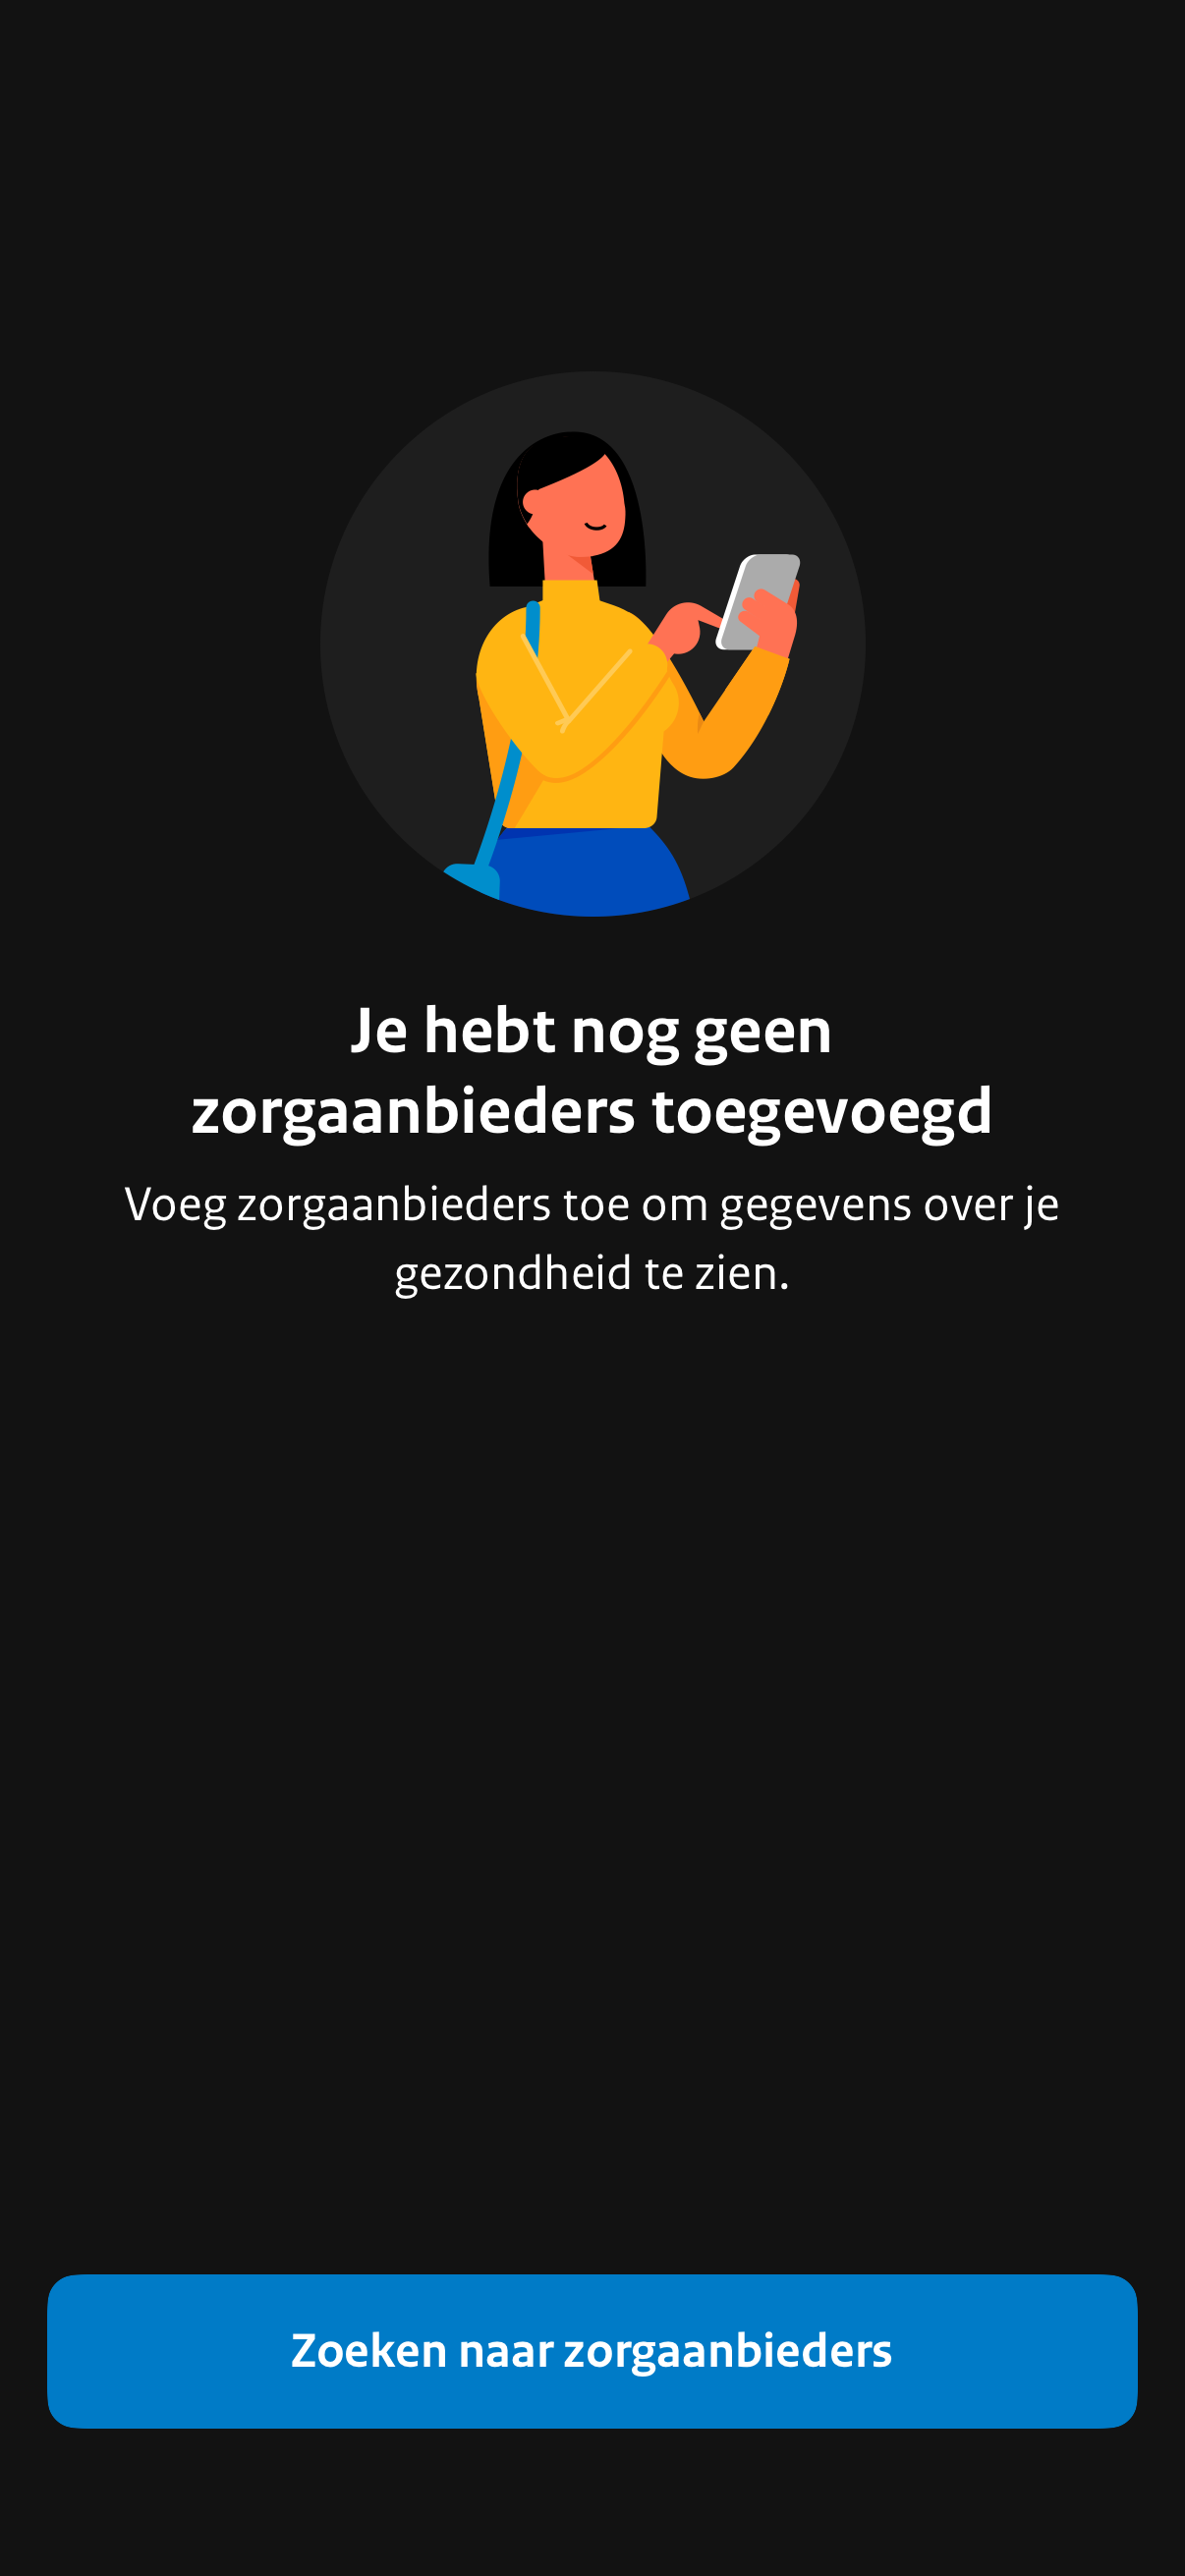 Je hebt nog geen
zorgaanbieders toegevoegd
Voeg zorgaanbieders toe om gegevens over je
gezondheid te zien.
Zoeken naar zorgaanbieders